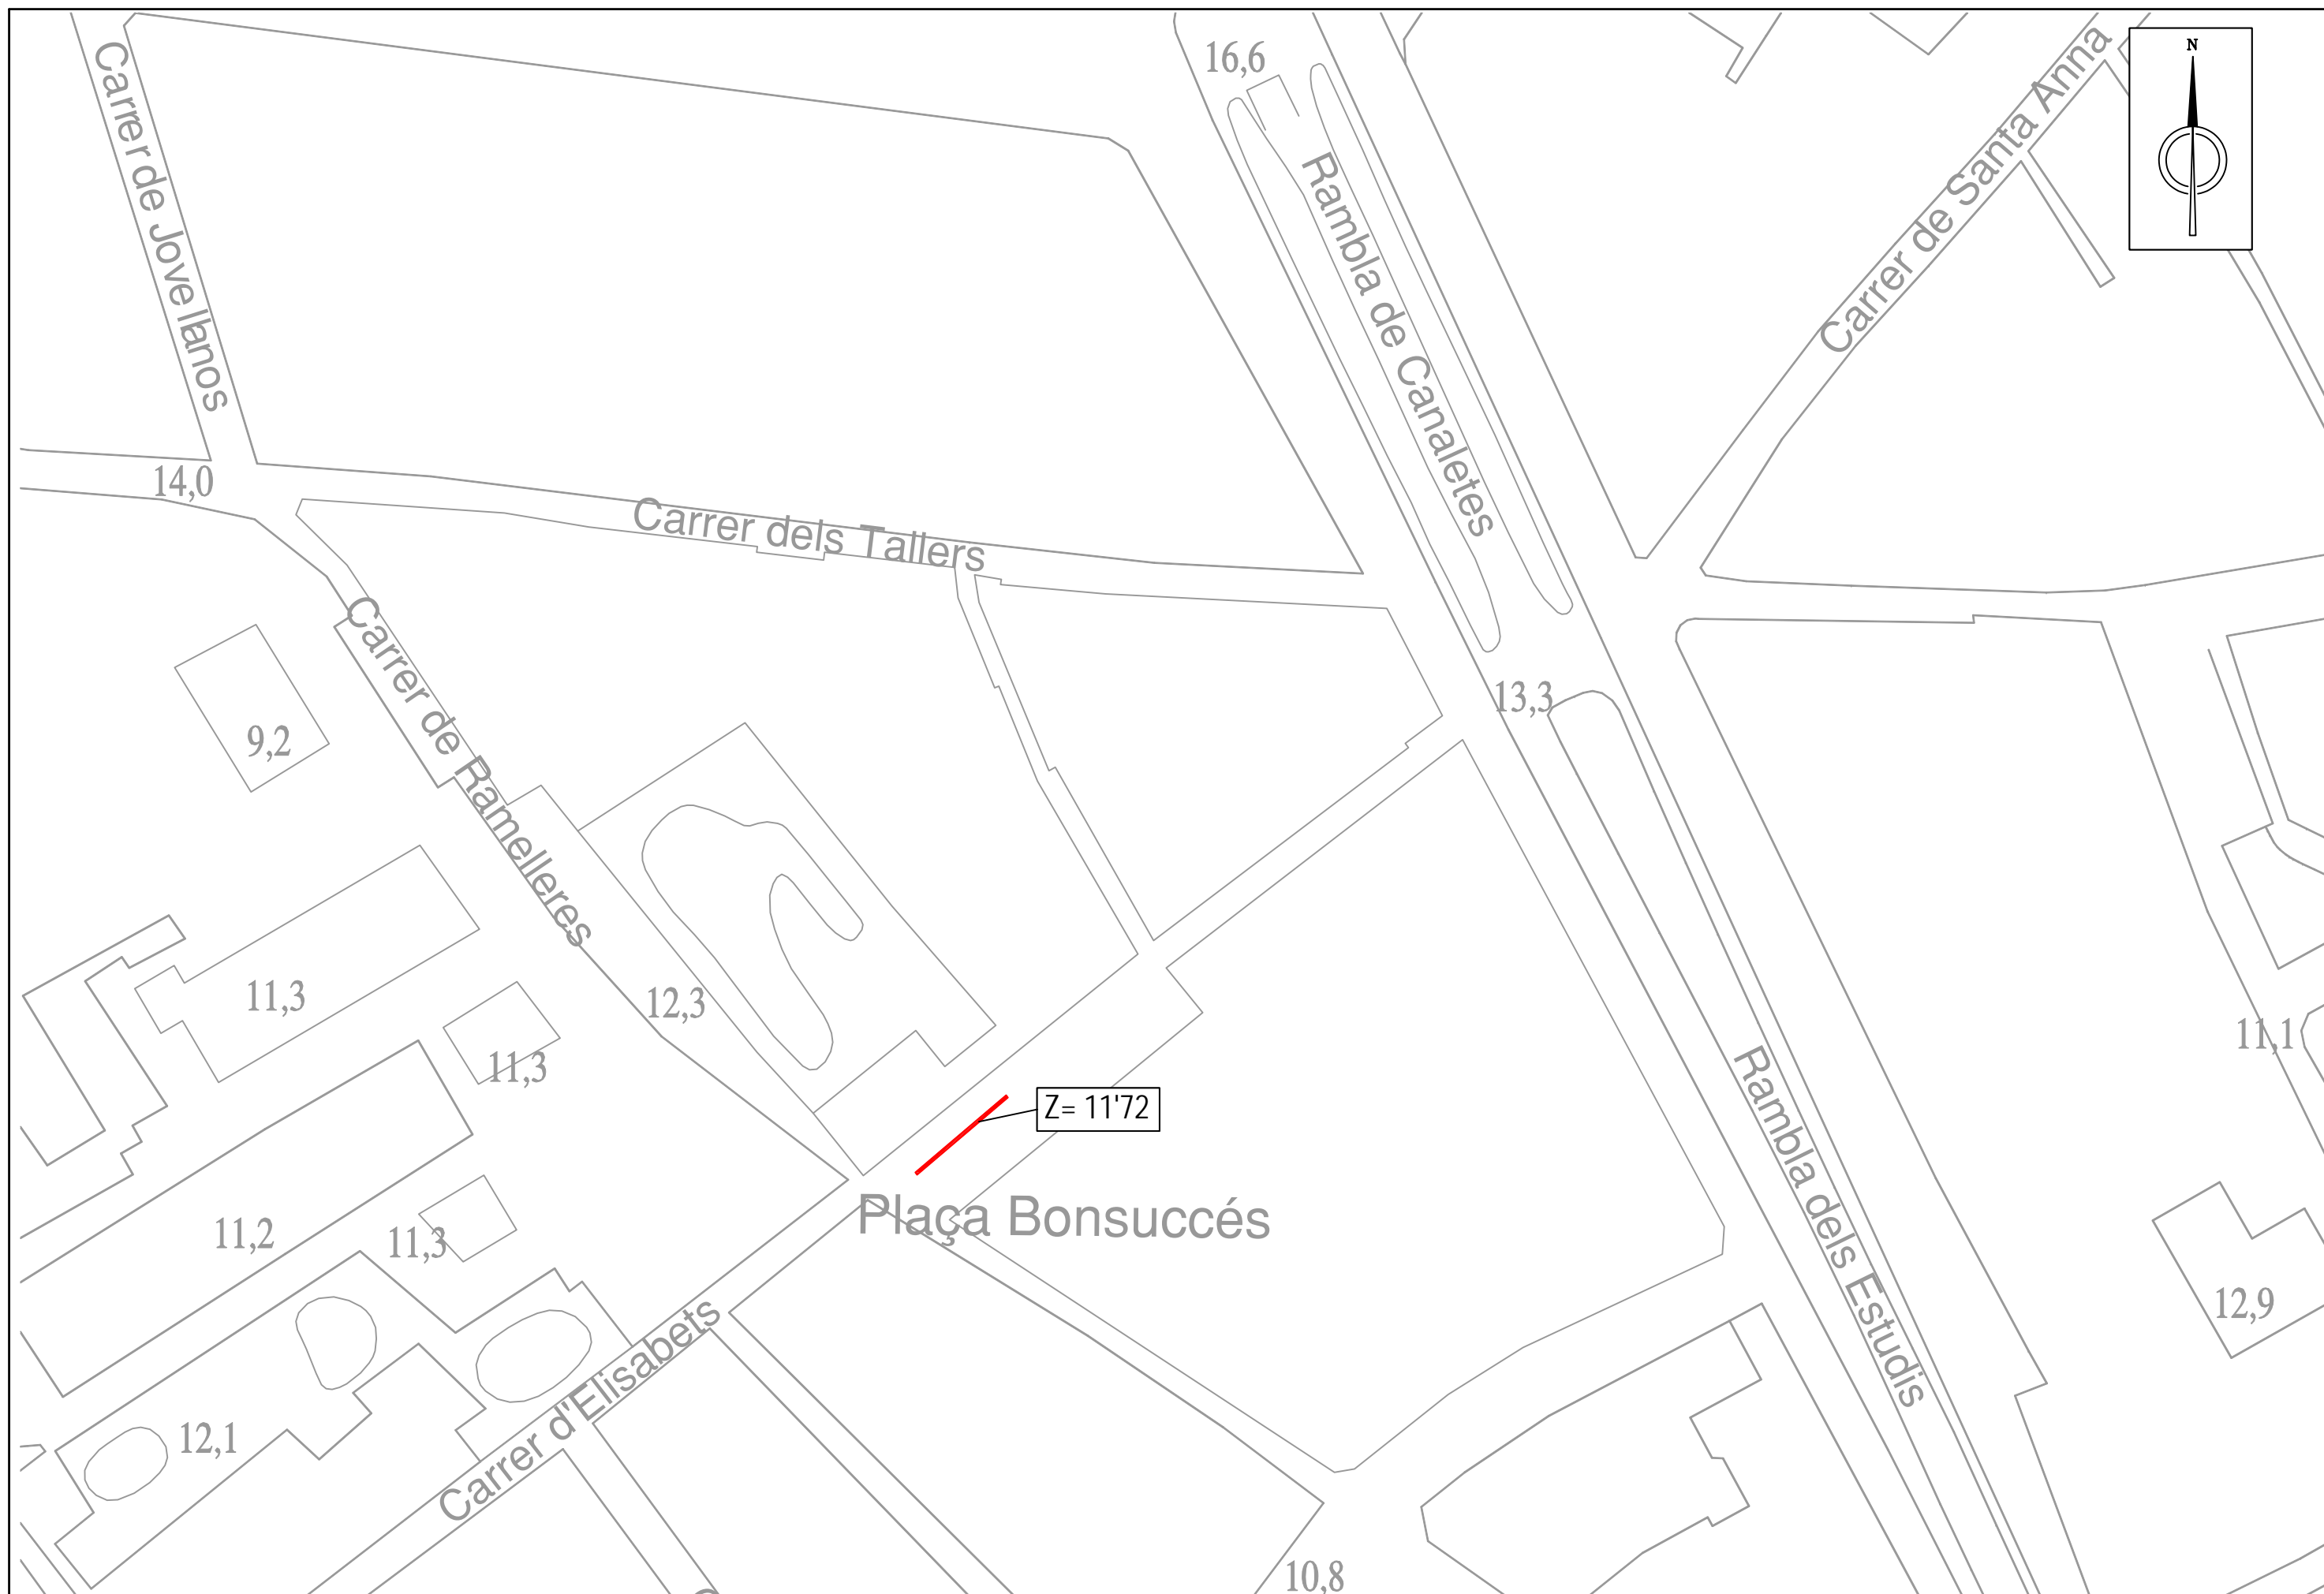 N
16,6
Carrer de Jovellanos
Rambla de Canaletes
Carrer de Santa Anna
14,0
Carrer dels Tallers
Carrer de Ramelleres
13,3
9,2
11,3
12,3
11,3
11,1
Z= 11'72
Plaça Bonsuccés
Rambla dels Estudis
11,2
11,3
12,9
Carrer d'Elisabets
12,1
10,8